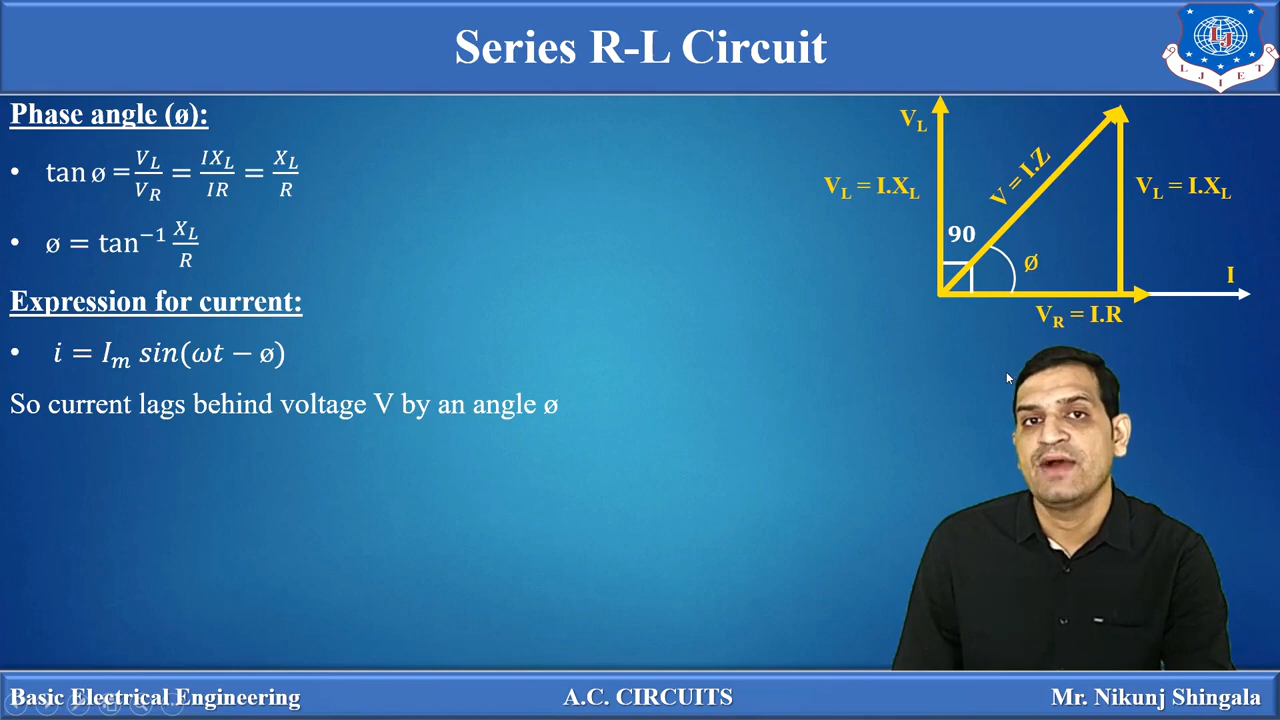 Series R-L Circuit
LJ
L J I E T
Phase angle (ø):
• tan ø = V_L/V_R = IX_L/IR = X_L/R
• ø = tan⁻¹ X_L/R
Expression for current:
• i = I_m sin(ωt − ø)
So current lags behind voltage V by an angle ø
V_L
V_L = I.X_L
V = I.Z
V_L = I.X_L
90
Ø
I
V_R = I.R
Basic Electrical Engineering
A.C. CIRCUITS
Mr. Nikunj Shingala